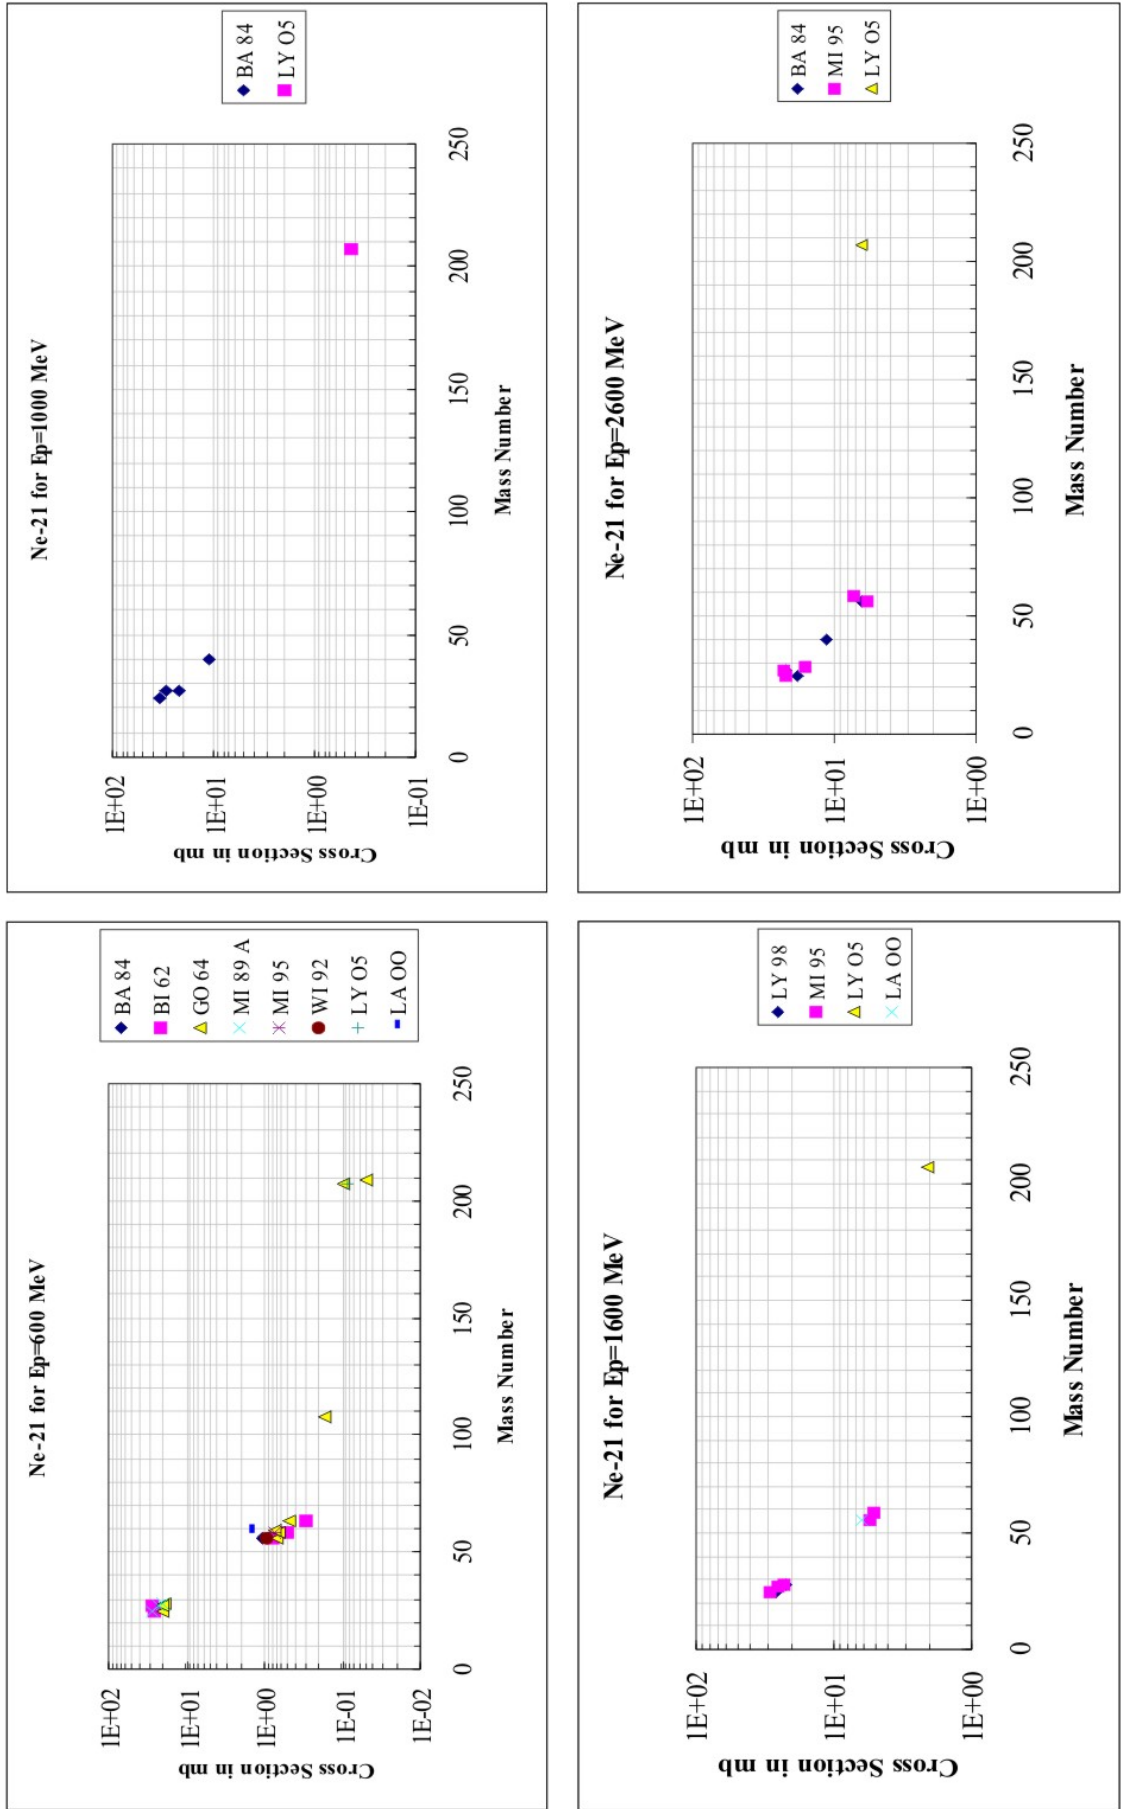 Ne-21 for Ep=600 MeV
Cross Section in mb
1E+02
1E+01
1E+00
1E-01
1E-02
0
50
100
150
200
250
Mass Number
BA 84
BI 62
GO 64
MI 89 A
MI 95
WI 92
LY O5
LA OO
Ne-21 for Ep=1000 MeV
Cross Section in mb
1E+02
1E+01
1E+00
1E-01
0
50
100
150
200
250
Mass Number
BA 84
LY O5
Ne-21 for Ep=1600 MeV
Cross Section in mb
1E+02
1E+01
1E+00
0
50
100
150
200
250
Mass Number
LY 98
MI 95
LY O5
LA OO
Ne-21 for Ep=2600 MeV
Cross Section in mb
1E+02
1E+01
1E+00
0
50
100
150
200
250
Mass Number
BA 84
MI 95
LY O5